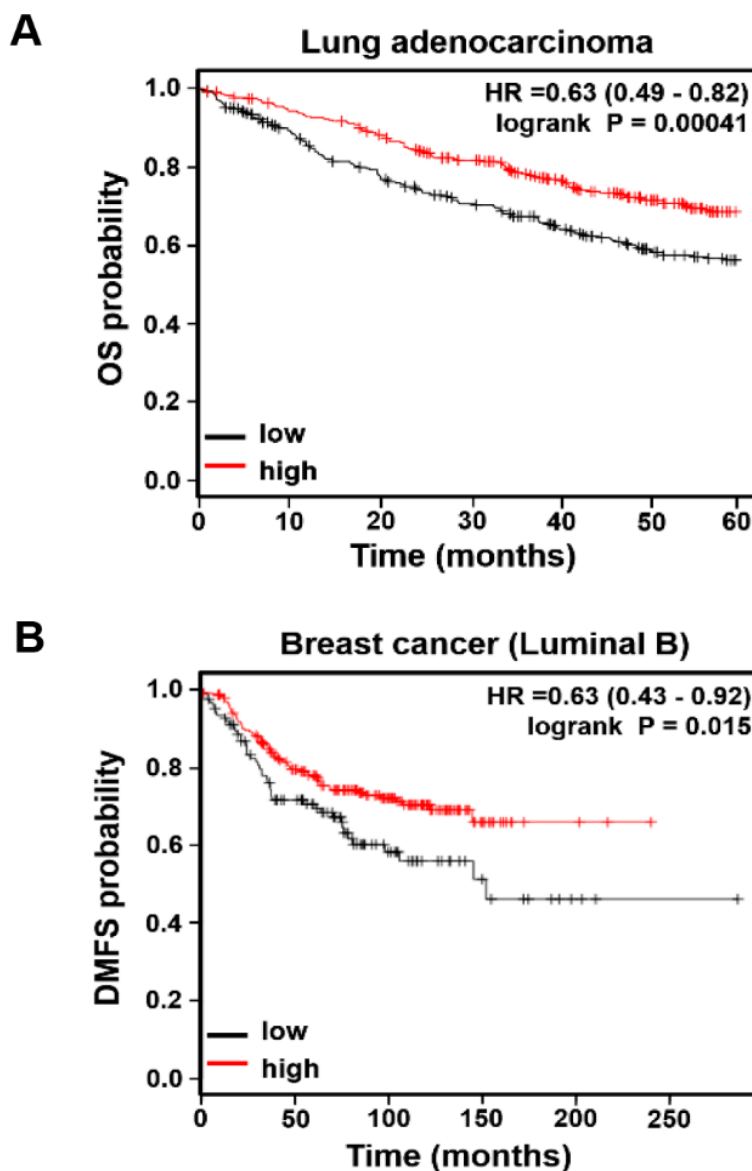 A
Lung adenocarcinoma
HR =0.63 (0.49 - 0.82)
logrank P = 0.00041
OS probability
1.0
0.8
0.6
0.4
0.2
0.0
low
high
0 10 20 30 40 50 60
Time (months)
B
Breast cancer (Luminal B)
HR =0.63 (0.43 - 0.92)
logrank P = 0.015
DMFS probability
1.0
0.8
0.6
0.4
0.2
0.0
low
high
0 50 100 150 200 250
Time (months)